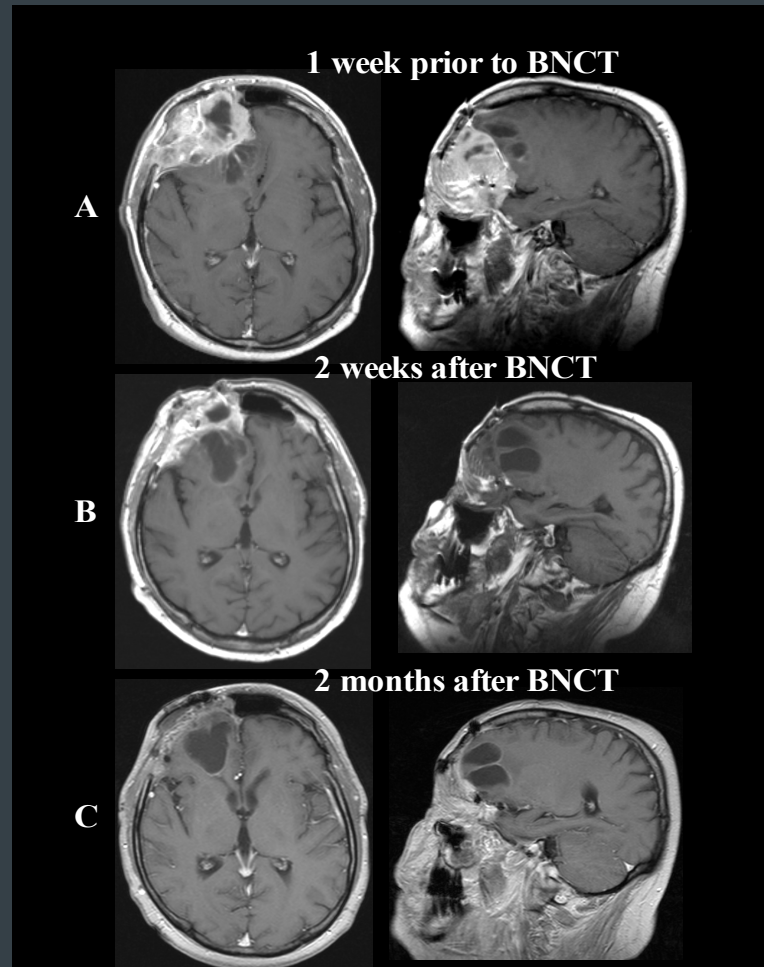 1 week prior to BNCT
A
2 weeks after BNCT
B
2 months after BNCT
C